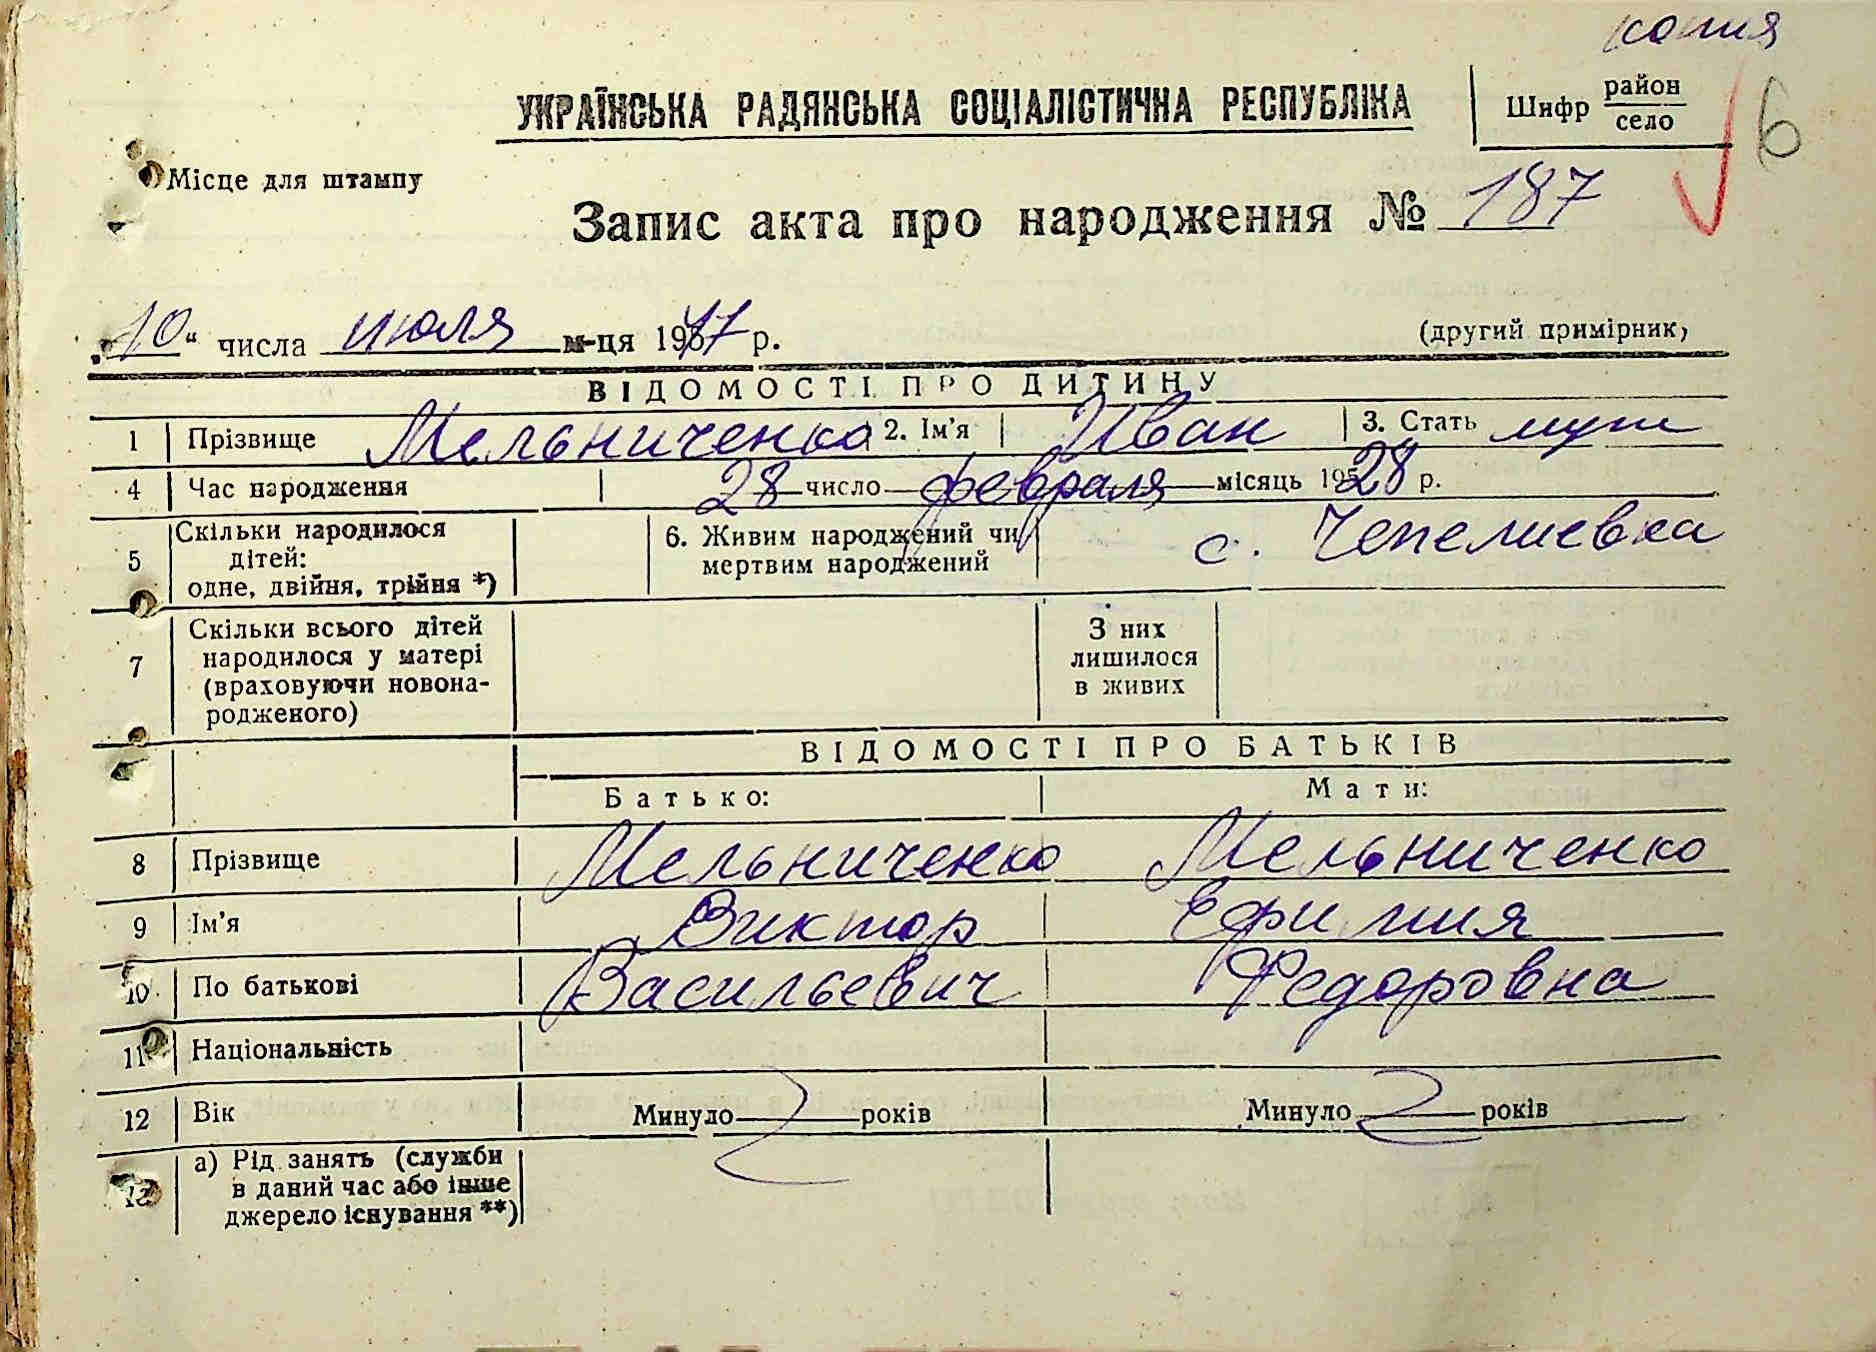 копия
УКРАЇНСЬКА РАДЯНСЬКА СОЦІАЛІСТИЧНА РЕСПУБЛІКА
Шифр район
село
6
Місце для штампу
Запис акта про народження № 187
„10“ числа июля м-ця 1947 р.
(другий примірник)
ВІДОМОСТІ ПРО ДИТИНУ
1 Прізвище Мельниченко 2. Ім'я Иван 3. Стать муж
4 Час народження 28 число февраля місяць 1928 р.
5 Скільки народилося
дітей:
одне, двійня, трійня *)
6. Живим народжений чи
мертвим народжений
с. Чепелиевка
7 Скільки всього дітей
народилося у матері
(враховуючи новона-
родженого)
З них
лишилося
в живих
ВІДОМОСТІ ПРО БАТЬКІВ
Батько: Мати:
8 Прізвище Мельниченко Мельниченко
9 Ім'я Виктор Ефимия
10 По батькові Васильевич Федоровна
11 Національність
12 Вік Минуло років Минуло років
13 а) Рід занять (служби
в даний час або інше
джерело існування **)